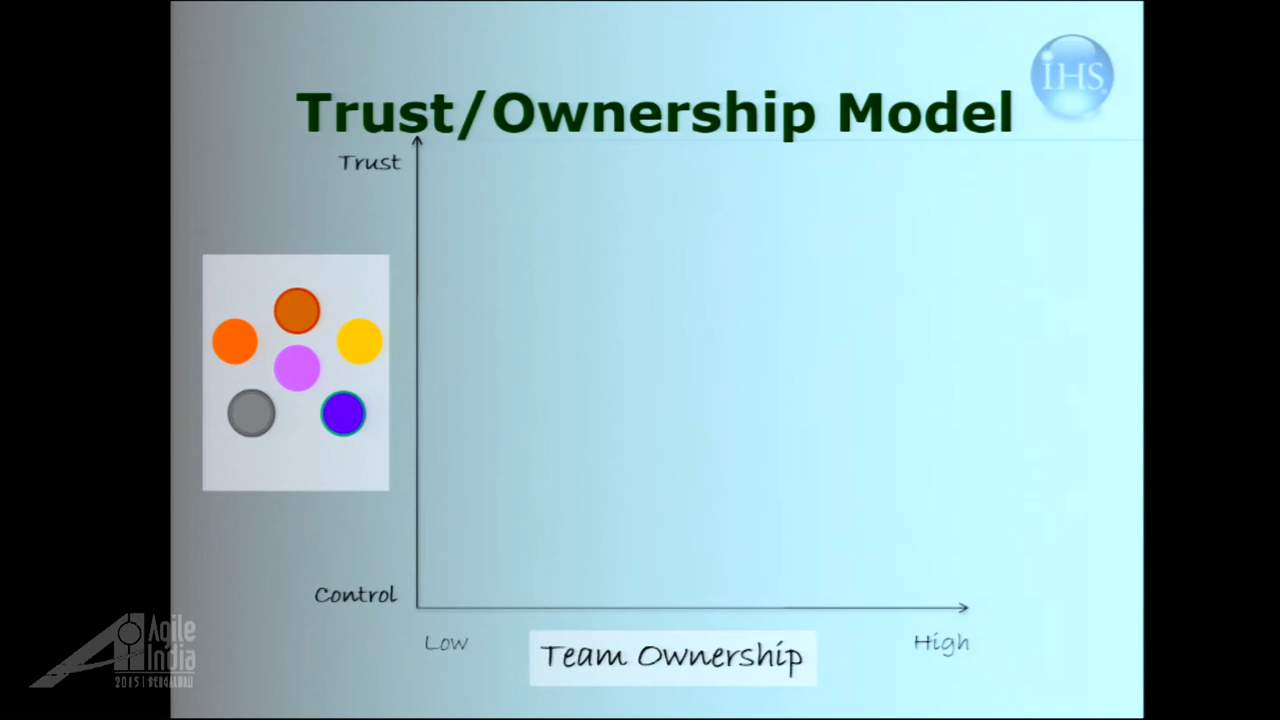 IHS
Trust/Ownership Model
Trust
Control
Low
High
Team Ownership
Agile
India
2015 | BENGALURU